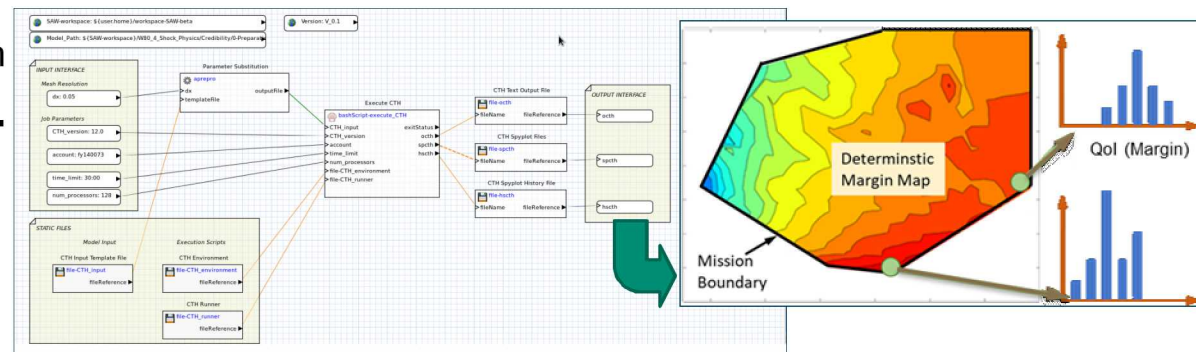 SAW-workspace: ${user.home}/workspace-SAW-beta
Version: V_0.1
Model_Path: ${SAW-workspace}/W80_4_Shock_Physics/Credibility/0-Preparat
INPUT INTERFACE
Mesh Resolution
dx: 0.05
Job Parameters
CTH_version: 12.0
account: fy140073
time_limit: 30:00
num_processors: 128
Parameter Substitution
aprepro
dx
outputFile
templateFile
Execute CTH
bashScript-execute_CTH
CTH_input
exitStatus
CTH_version
octh
account
spcth
time_limit
hscth
num_processors
file-CTH_environment
file-CTH_runner
CTH Text Output File
file-octh
fileName
fileReference
CTH Spyplot Files
file-spcth
fileName
fileReference
CTH Spyplot History File
file-hscth
fileName
fileReference
OUTPUT INTERFACE
octh
spcth
hscth
STATIC FILES
Model Input
Execution Scripts
CTH Input Template file
file-CTH_input
fileReference
CTH Environment
file-CTH_environment
fileReference
CTH Runner
file-CTH_runner
fileReference
Determinstic
Margin Map
Mission
Boundary
QoI (Margin)